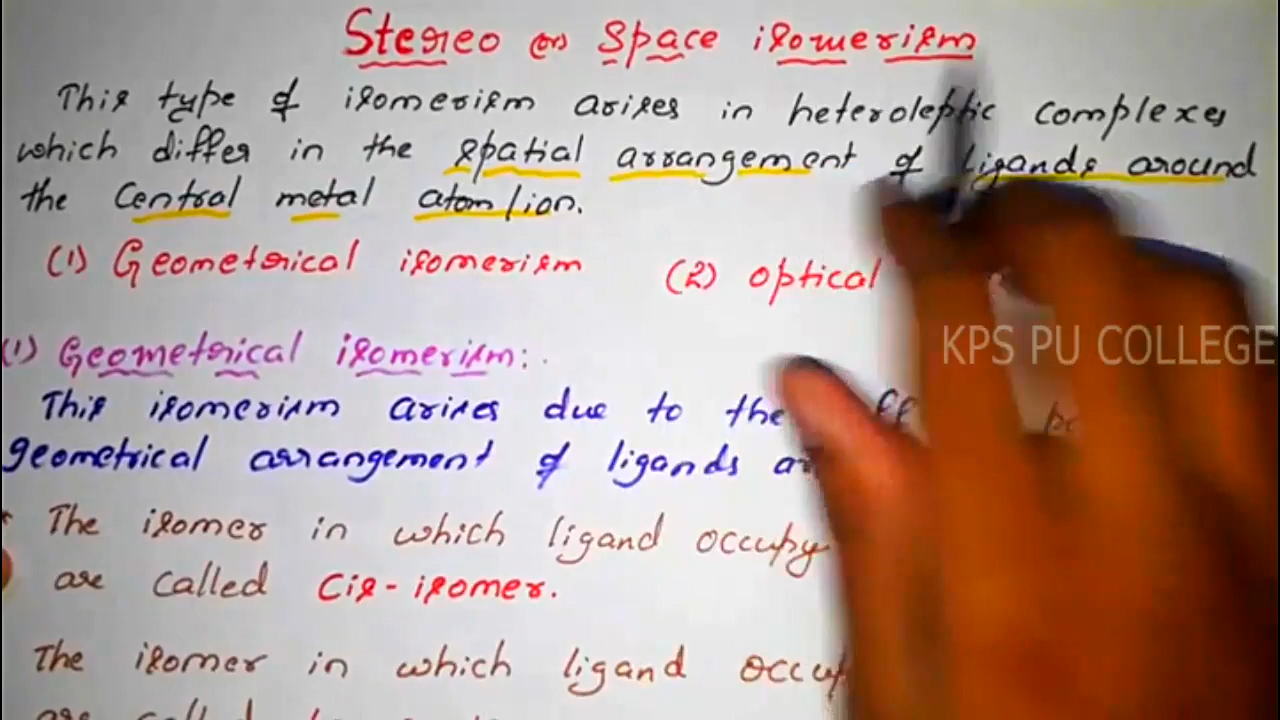 Stereo (or) Space isomerism
This type of isomerism arises in heteroleptic complexes
which differ in the spatial arrangement of ligands around
the Central metal atom/ion.
(1) Geometrical isomerism (2) Optical
KPS PU COLLEGE
(1) Geometrical isomerism:
This isomerism arises due to the
geometrical arrangement of ligands
The isomer in which ligand occupy
are called Cis-isomer.
The isomer in which ligand
are called